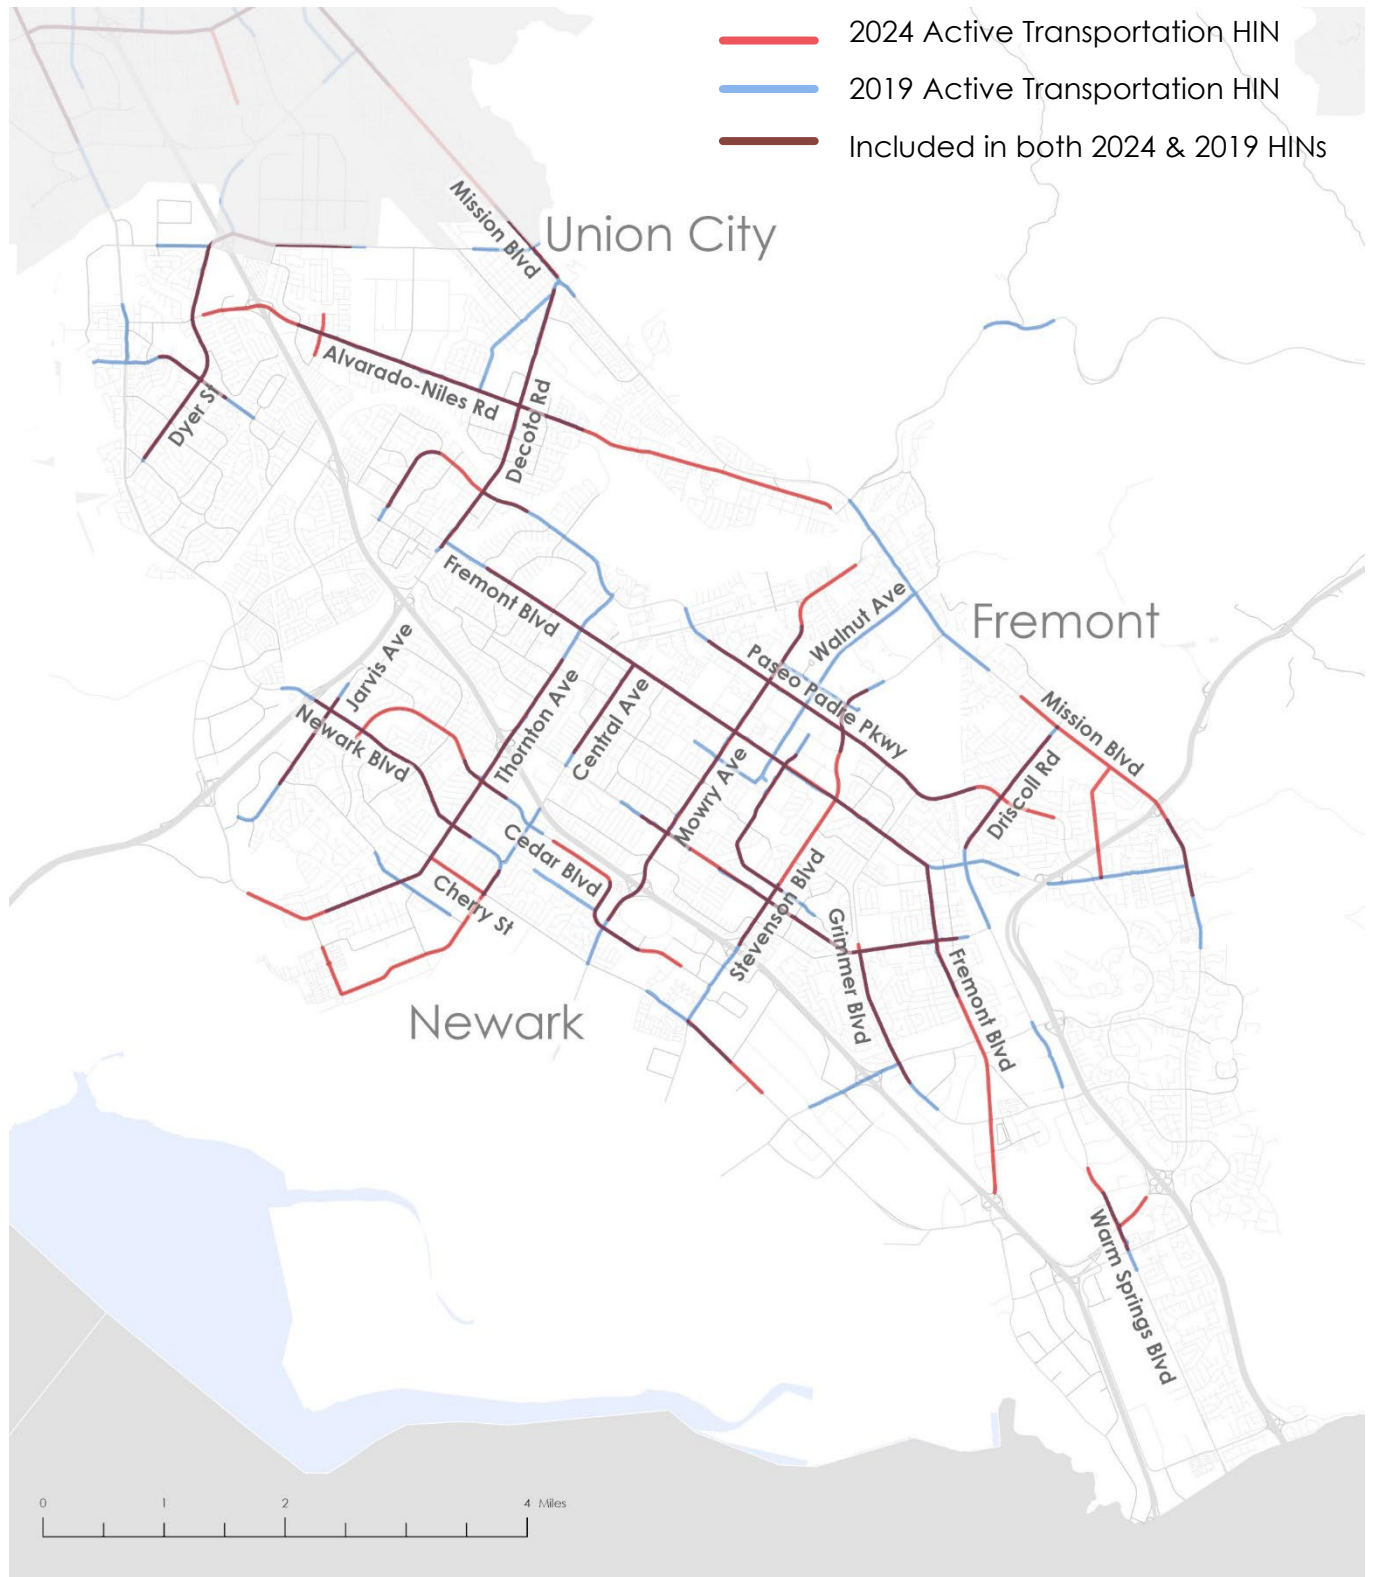 2024 Active Transportation HIN
2019 Active Transportation HIN
Included in both 2024 & 2019 HINs
Mission Blvd
Union City
Alvarado-Niles Rd
Dyer St
Decoto Rd
Fremont Blvd
Walnut Ave
Fremont
Jarvis Ave
Paseo Padre Pkwy
Thornton Ave
Central Ave
Newark Blvd
Mission Blvd
Mowry Ave
Driscoll Rd
Cedar Blvd
Cherry St
Stevenson Blvd
Grimmer Blvd
Fremont Blvd
Newark
Warm Springs Blvd
0 1 2 4 Miles